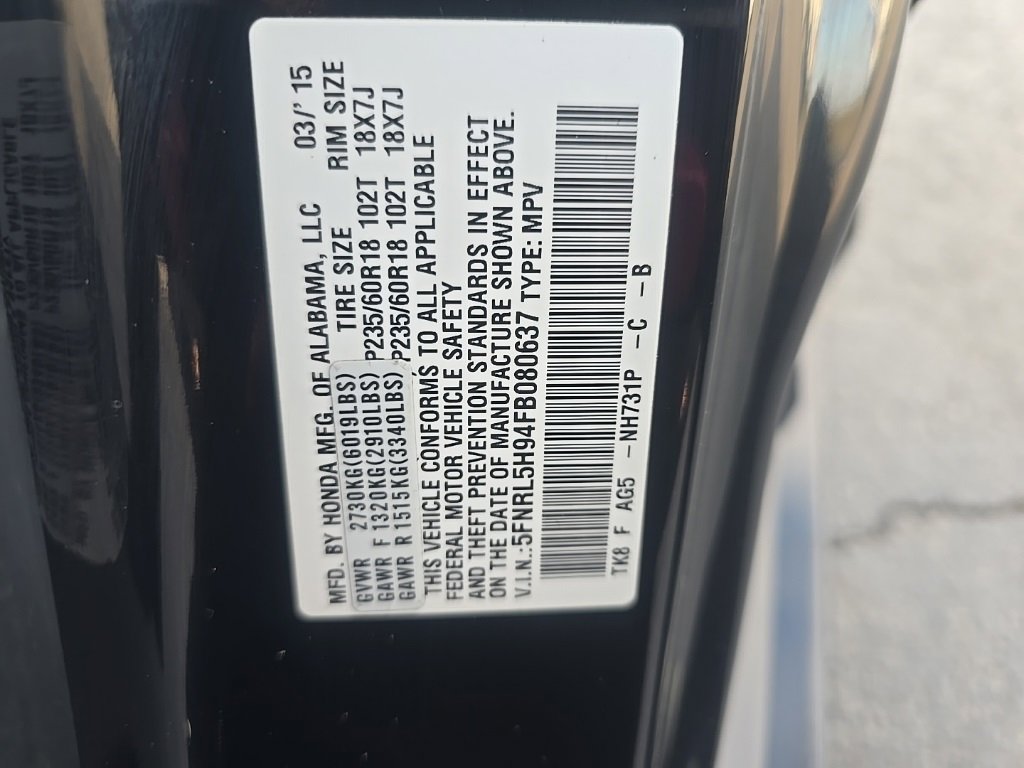 MFD. BY HONDA MFG. OF ALABAMA, LLC 03/' 15
GVWR 2730KG(6019LBS) TIRE SIZE RIM SIZE
GAWR F 1320KG(2910LBS) P235/60R18 102T 18X7J
GAWR R 1515KG(3340LBS) P235/60R18 102T 18X7J
THIS VEHICLE CONFORMS TO ALL APPLICABLE
FEDERAL MOTOR VEHICLE SAFETY
AND THEFT PREVENTION STANDARDS IN EFFECT
ON THE DATE OF MANUFACTURE SHOWN ABOVE.
V.I.N.:5FNRL5H94FB080637 TYPE: MPV
TK8 F AG5 -NH731P -C -B